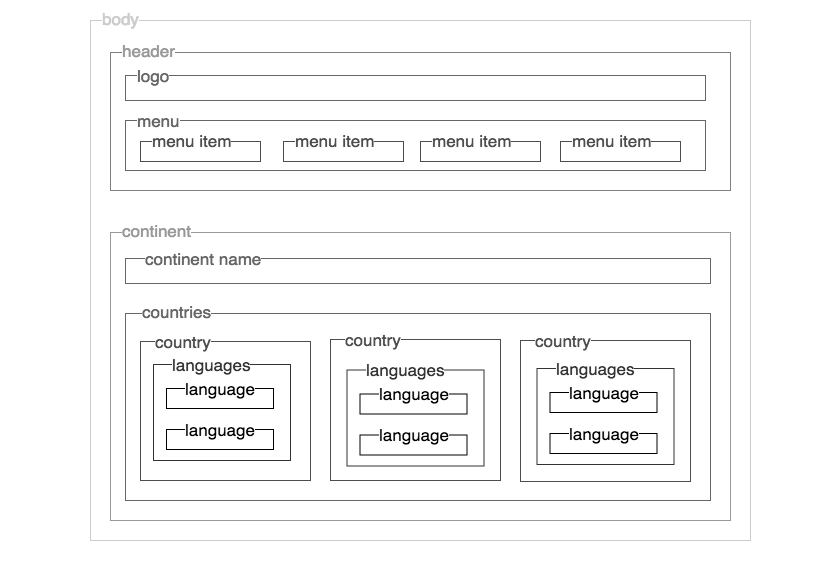 body
header
logo
menu
menu item menu item menu item menu item
continent
continent name
countries
country country country
languages languages languages
language language language
language language language